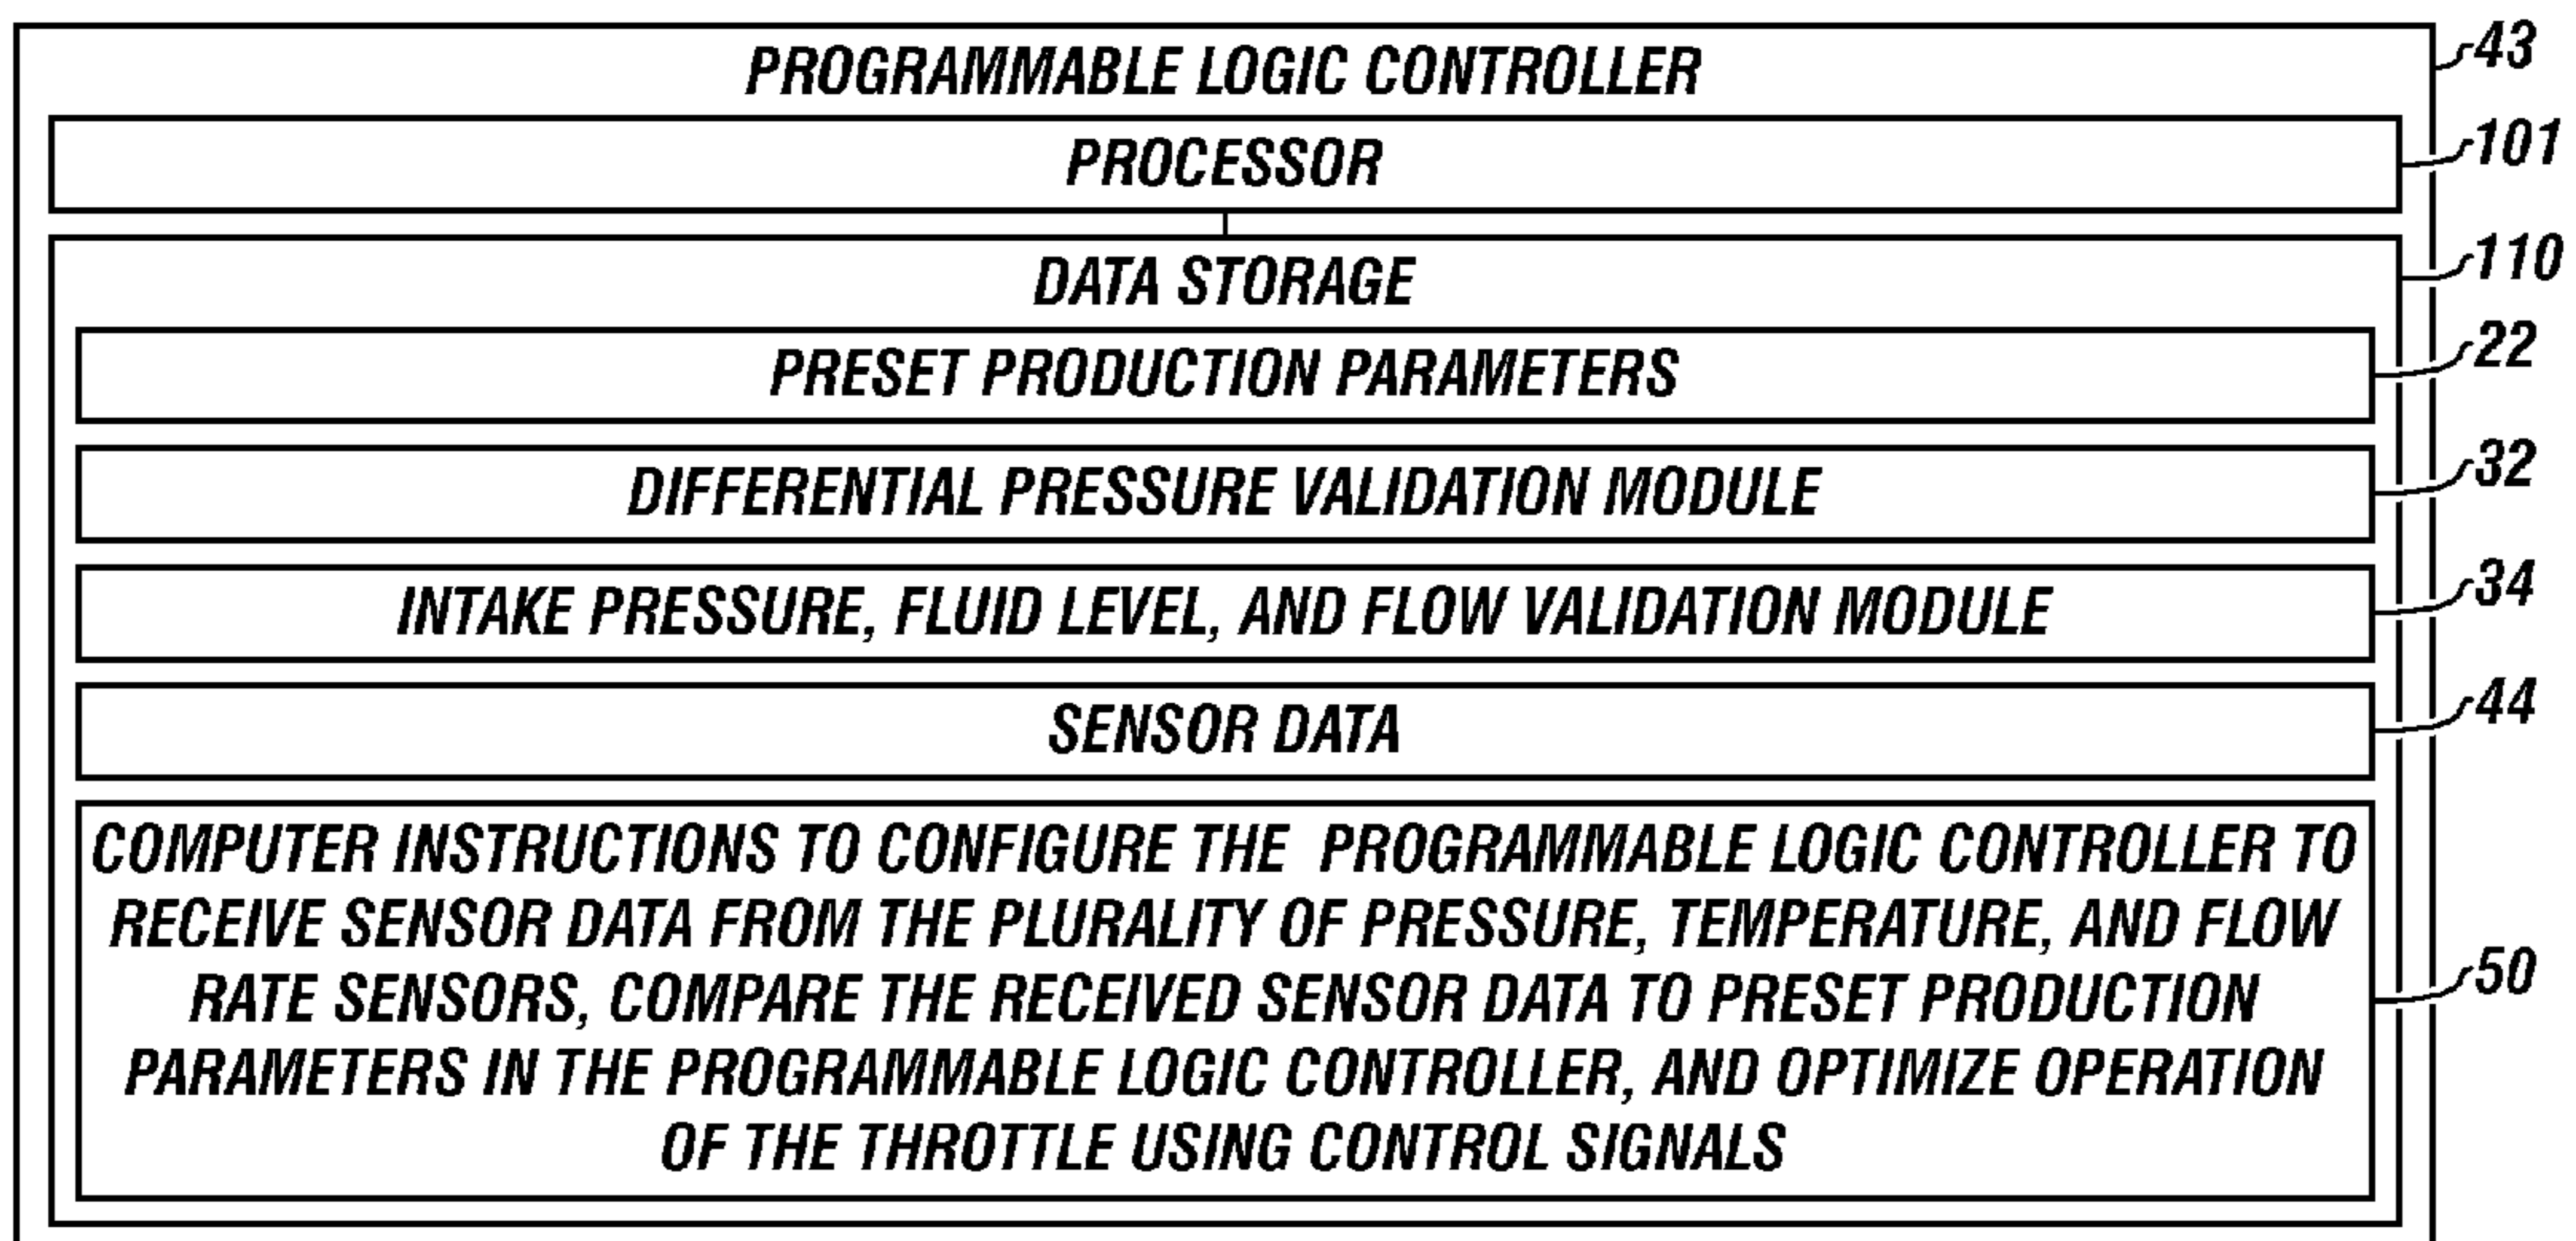 PROGRAMMABLE LOGIC CONTROLLER
43
PROCESSOR
101
DATA STORAGE
110
PRESET PRODUCTION PARAMETERS
22
DIFFERENTIAL PRESSURE VALIDATION MODULE
32
INTAKE PRESSURE, FLUID LEVEL, AND FLOW VALIDATION MODULE
34
SENSOR DATA
44
COMPUTER INSTRUCTIONS TO CONFIGURE THE PROGRAMMABLE LOGIC CONTROLLER TO
RECEIVE SENSOR DATA FROM THE PLURALITY OF PRESSURE, TEMPERATURE, AND FLOW
RATE SENSORS, COMPARE THE RECEIVED SENSOR DATA TO PRESET PRODUCTION
PARAMETERS IN THE PROGRAMMABLE LOGIC CONTROLLER, AND OPTIMIZE OPERATION
OF THE THROTTLE USING CONTROL SIGNALS
50